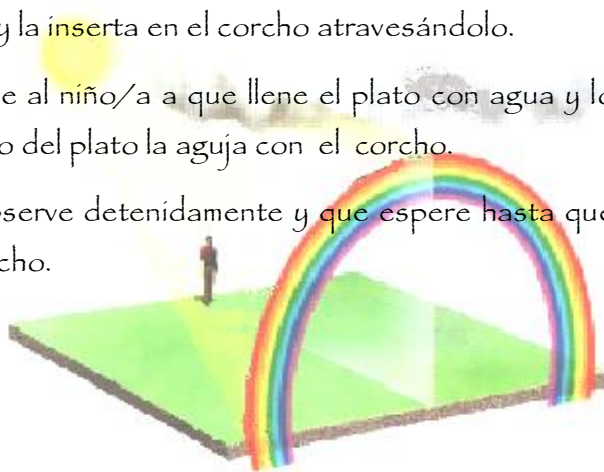 y la inserta en el corcho atravesándolo.
e al niño/a a que llene el plato con agua y lo
o del plato la aguja con el corcho.
serve detenidamente y que espere hasta que
cho.